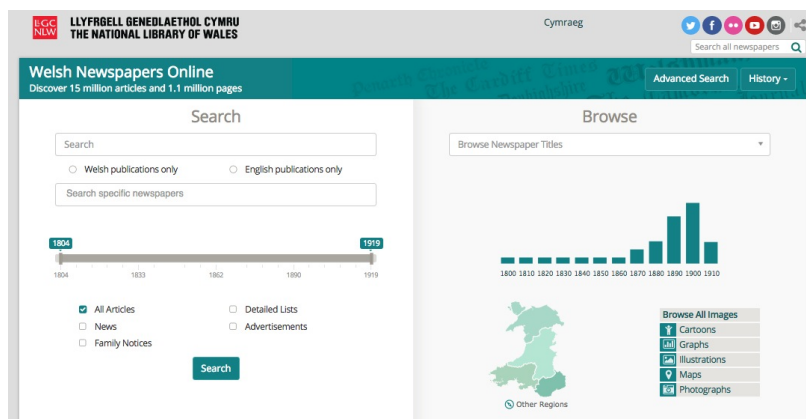 EGC
NLW
LLYFRGELL GENEDLAETHOL CYMRU
THE NATIONAL LIBRARY OF WALES
Cymraeg
Search all newspapers
Welsh Newspapers Online
Discover 15 million articles and 1.1 million pages
Advanced Search
History
Search
Search
Welsh publications only
English publications only
Search specific newspapers
1804
1919
1804 1833 1862 1890 1919
All Articles
Detailed Lists
News
Advertisements
Family Notices
Search
Browse
Browse Newspaper Titles
1800 1810 1820 1830 1840 1850 1860 1870 1880 1890 1900 1910
Other Regions
Browse All Images
Cartoons
Graphs
Illustrations
Maps
Photographs